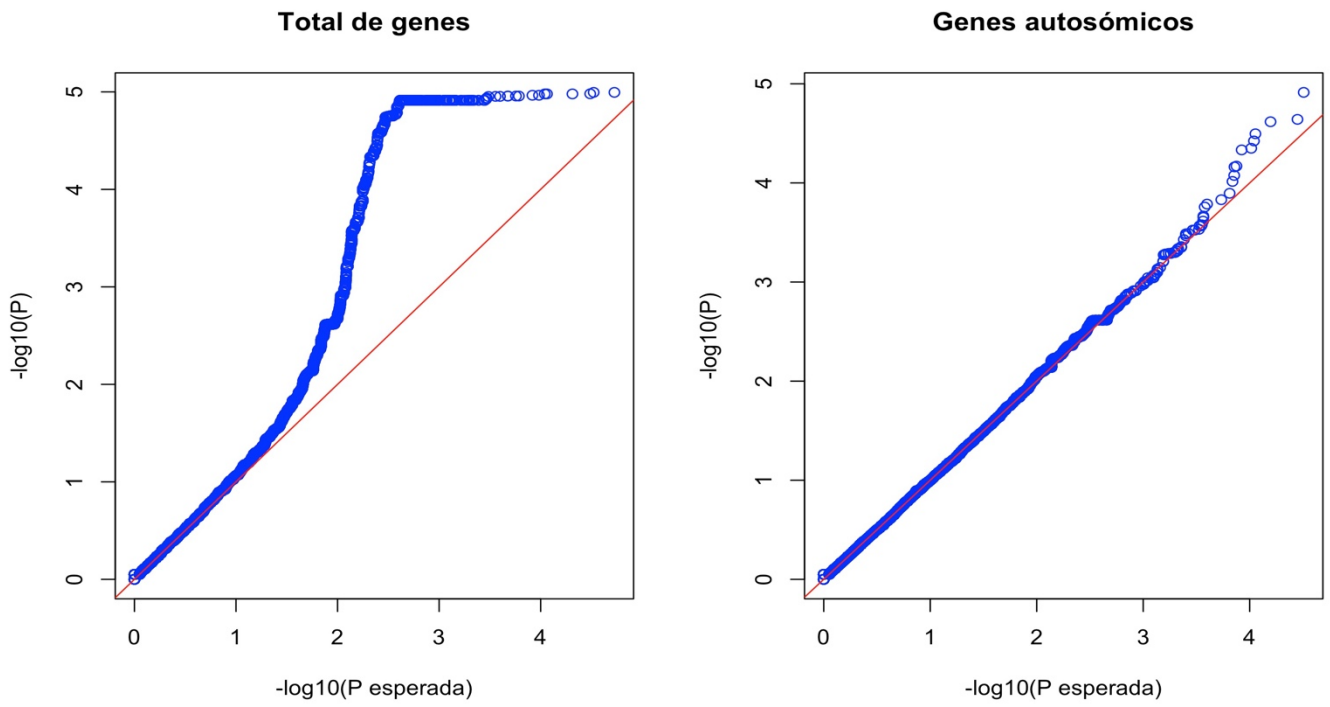 Total de genes
-log10(P)
5
4
3
2
1
0
0 1 2 3 4
-log10(P esperada)
Genes autosómicos
-log10(P)
5
4
3
2
1
0
0 1 2 3 4
-log10(P esperada)